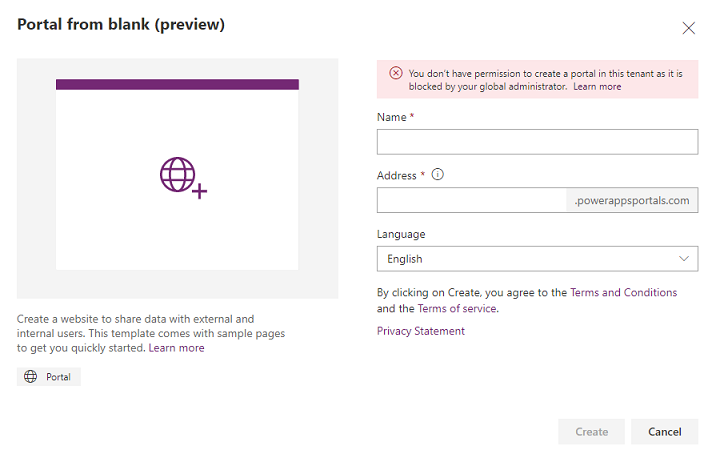 Portal from blank (preview)
You don't have permission to create a portal in this tenant as it is
blocked by your global administrator. Learn more
Name *
Address *
.powerappsportals.com
Language
English
By clicking on Create, you agree to the Terms and Conditions
and the Terms of service.
Privacy Statement
Create a website to share data with external and
internal users. This template comes with sample pages
to get you quickly started. Learn more
Portal
Create
Cancel